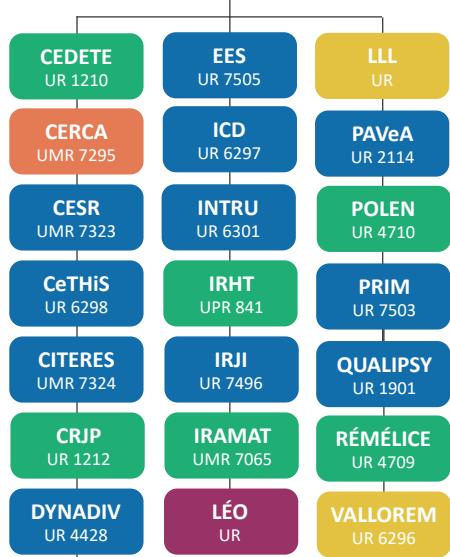 CEDETE
UR 1210
CERCA
UMR 7295
CESR
UMR 7323
CeTHiS
UR 6298
CITERES
UMR 7324
CRJP
UR 1212
DYNADIV
UR 4428
EES
UR 7505
ICD
UR 6297
INTRU
UR 6301
IRHT
UPR 841
IRJI
UR 7496
IRAMAT
UMR 7065
LÉO
UR
LLL
UR
PAVeA
UR 2114
POLEN
UR 4710
PRIM
UR 7503
QUALIPSY
UR 1901
RÉMÉLICE
UR 4709
VALLOREM
UR 6296